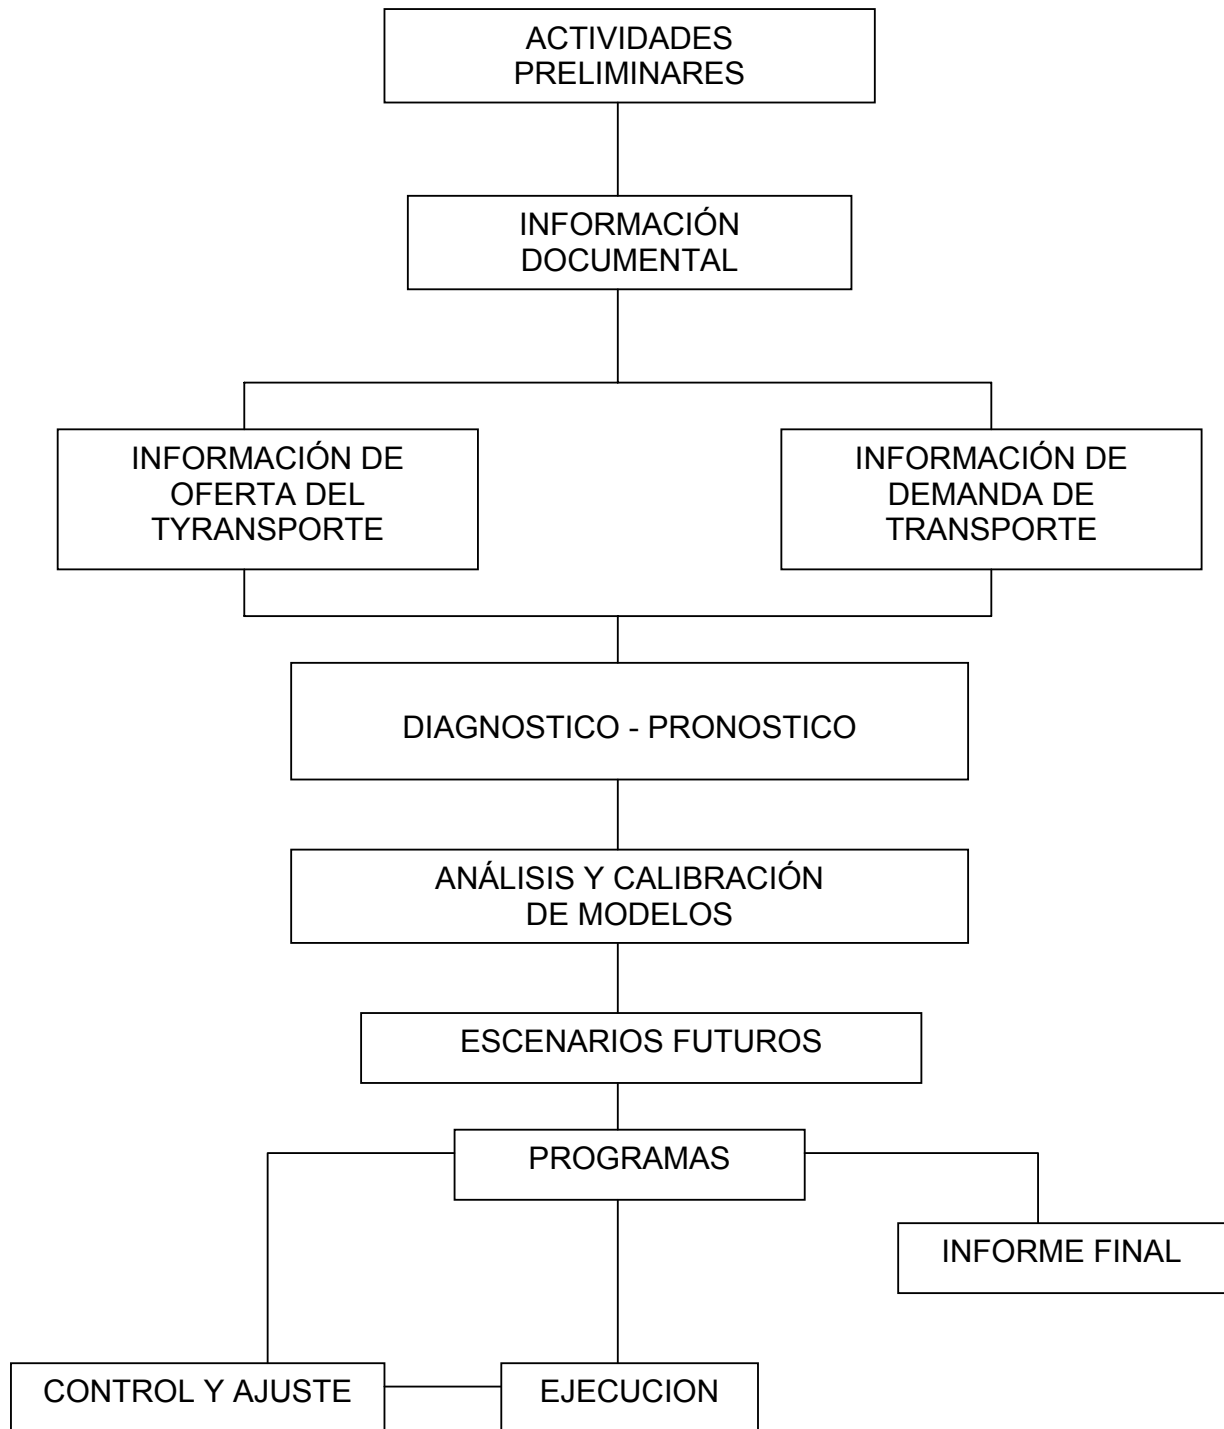 ACTIVIDADES
PRELIMINARES
INFORMACIÓN
DOCUMENTAL
INFORMACIÓN DE
OFERTA DEL
TYRANSPORTE
INFORMACIÓN DE
DEMANDA DE
TRANSPORTE
DIAGNOSTICO - PRONOSTICO
ANÁLISIS Y CALIBRACIÓN
DE MODELOS
ESCENARIOS FUTUROS
PROGRAMAS
INFORME FINAL
CONTROL Y AJUSTE
EJECUCION